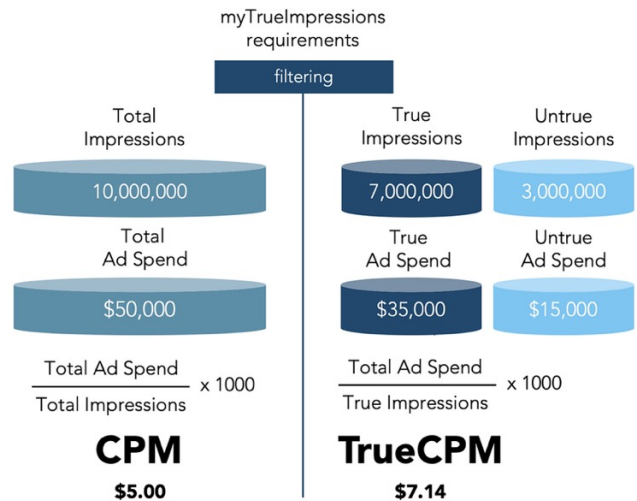 myTrueImpressions
requirements
filtering
Total
Impressions
10,000,000
Total
Ad Spend
$50,000
Total Ad Spend
Total Impressions
x 1000
CPM
$5.00
True
Impressions
Untrue
Impressions
7,000,000
3,000,000
True
Ad Spend
Untrue
Ad Spend
$35,000
$15,000
Total Ad Spend
True Impressions
x 1000
TrueCPM
$7.14